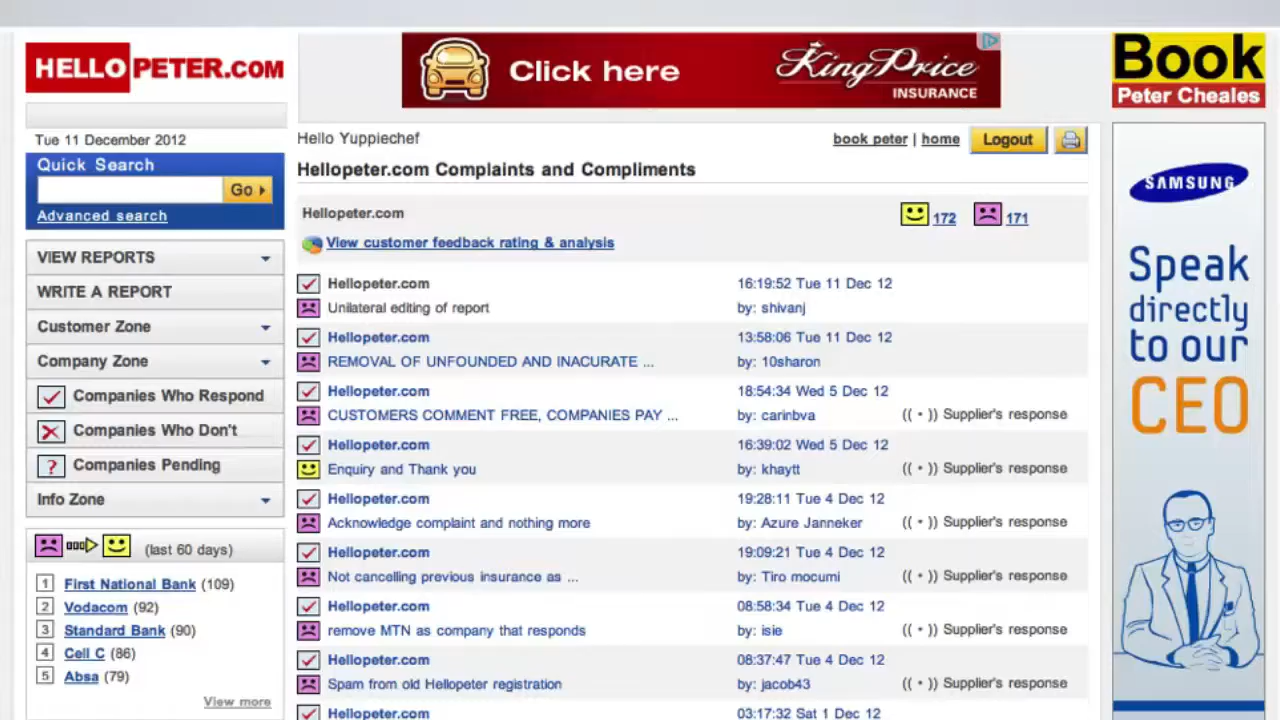 HELLOPETER.COM
Click here
KingPrice
INSURANCE
Book
Peter Cheales
Tue 11 December 2012
Hello Yuppiechef
book peter | home
Logout
Quick Search
Go
Advanced search
Hellopeter.com Complaints and Compliments
Hellopeter.com
172
171
View customer feedback rating & analysis
VIEW REPORTS
WRITE A REPORT
Customer Zone
Company Zone
Companies Who Respond
Companies Who Don't
? Companies Pending
Info Zone
(last 60 days)
1 First National Bank (109)
2 Vodacom (92)
3 Standard Bank (90)
4 Cell C (86)
5 Absa (79)
View more
Hellopeter.com 16:19:52 Tue 11 Dec 12
Unilateral editing of report by: shivanj
Hellopeter.com 13:58:06 Tue 11 Dec 12
REMOVAL OF UNFOUNDED AND INACURATE ... by: 10sharon
Hellopeter.com 18:54:34 Wed 5 Dec 12
CUSTOMERS COMMENT FREE, COMPANIES PAY ... by: carinbva ((•)) Supplier's response
Hellopeter.com 16:39:02 Wed 5 Dec 12
Enquiry and Thank you by: khaytt ((•)) Supplier's response
Hellopeter.com 19:28:11 Tue 4 Dec 12
Acknowledge complaint and nothing more by: Azure Janneker ((•)) Supplier's response
Hellopeter.com 19:09:21 Tue 4 Dec 12
Not cancelling previous insurance as ... by: Tiro mocumi ((•)) Supplier's response
Hellopeter.com 08:58:34 Tue 4 Dec 12
remove MTN as company that responds by: isie ((•)) Supplier's response
Hellopeter.com 08:37:47 Tue 4 Dec 12
Spam from old Hellopeter registration by: jacob43 ((•)) Supplier's response
Hellopeter.com 03:17:32 Sat 1 Dec 12
SAMSUNG
Speak
directly
to our
CEO